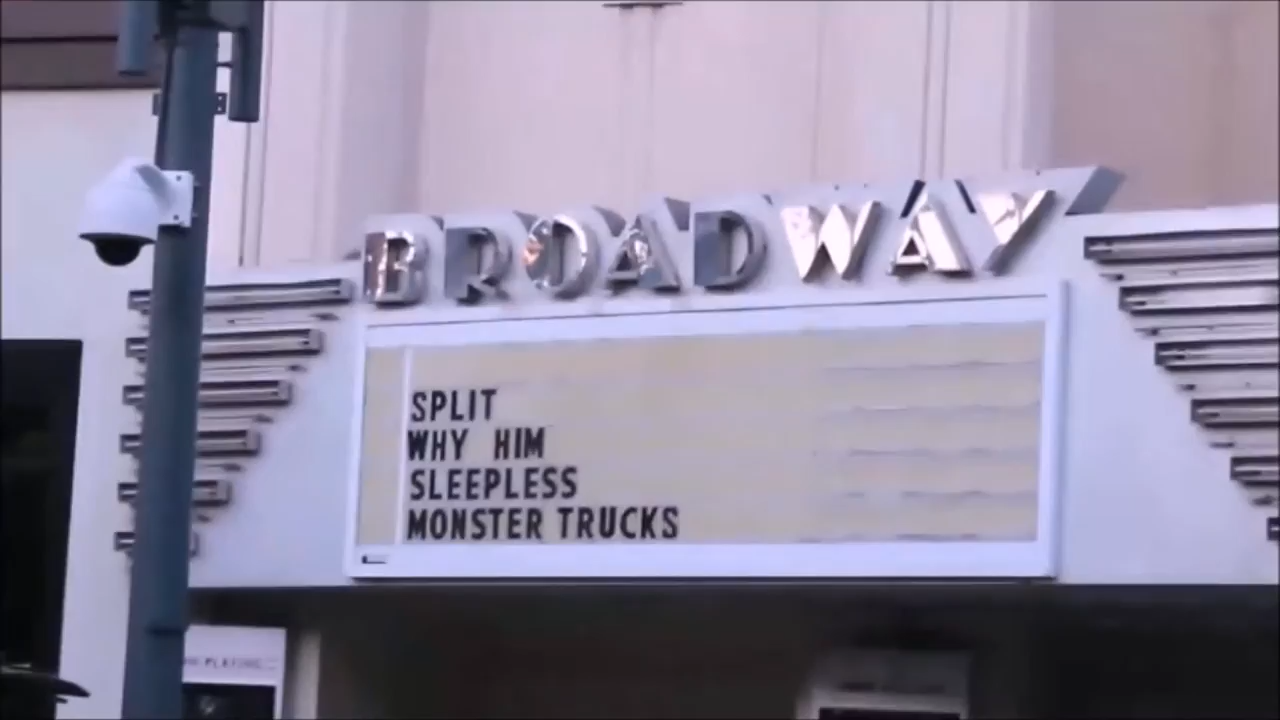 BROADWAY
SPLIT
WHY HIM
SLEEPLESS
MONSTER TRUCKS